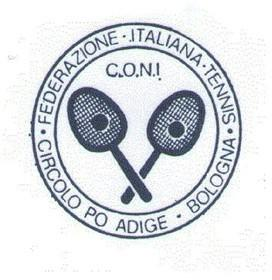 FEDERAZIONE · ITALIANA · TENNIS ·
C.O.N.I
CIRCOLO PO ADIGE · BOLOGNA ·